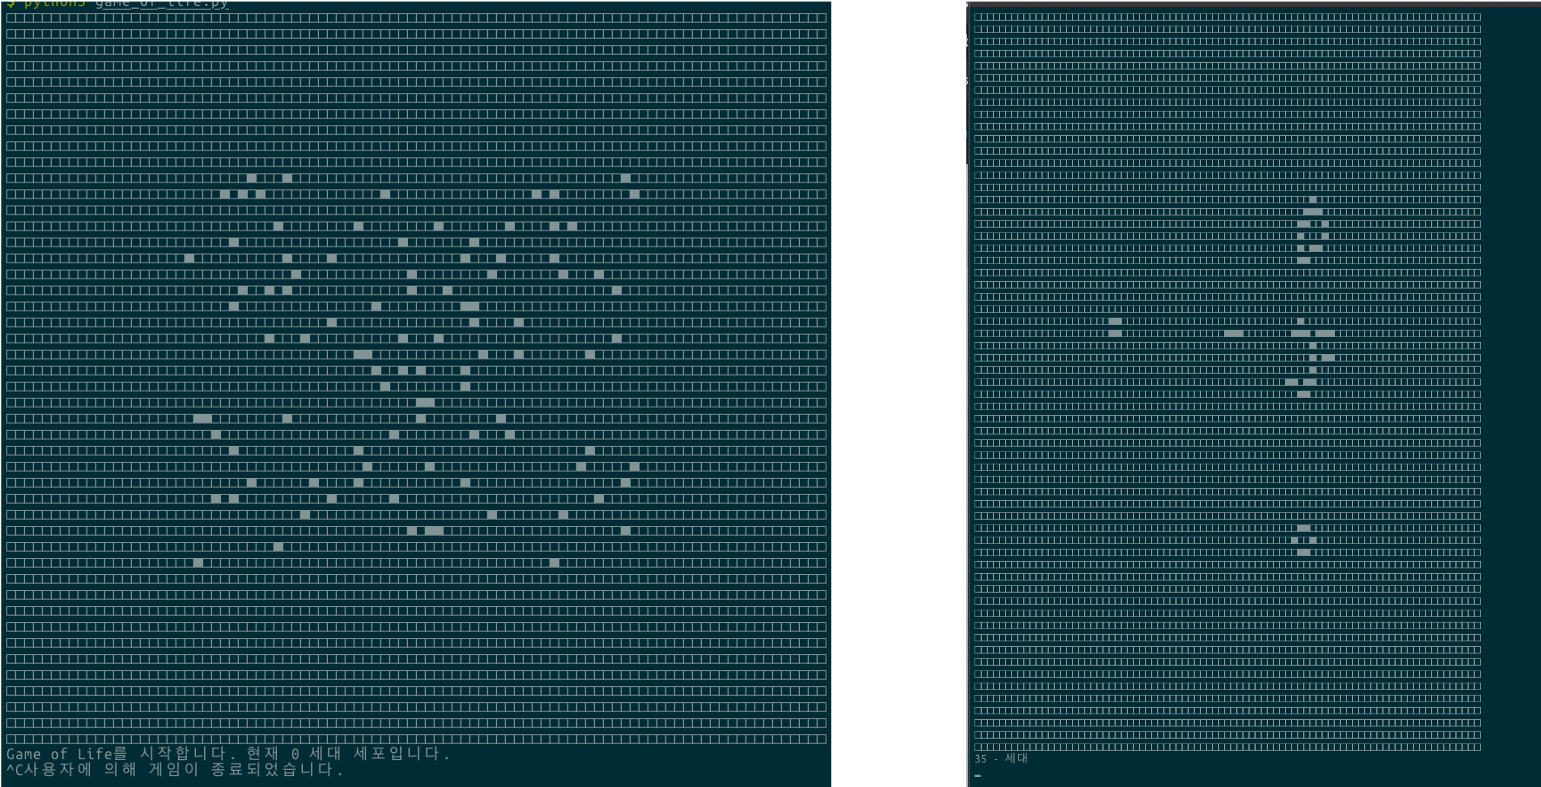 $ python3 game_of_life.py
Game of Life를 시작합니다. 현재 0 세대 세포입니다.
^C사용자에 의해 게임이 종료되었습니다.
35 - 세대